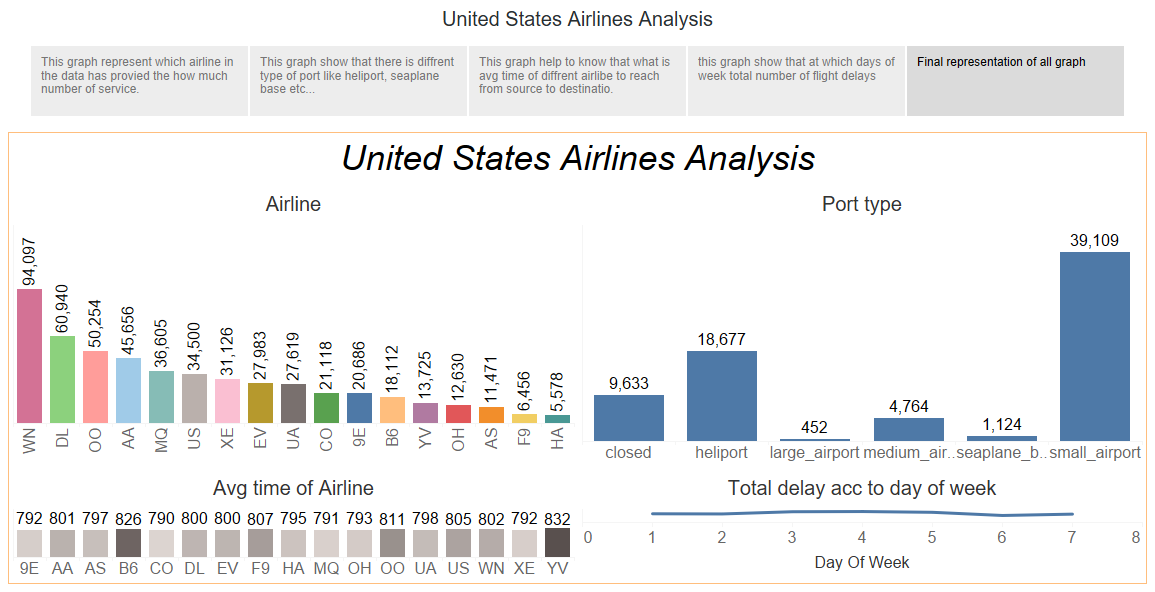 United States Airlines Analysis
This graph represent which airline in
the data has provied the how much
number of service.
This graph show that there is diffrent
type of port like heliport, seaplane
base etc...
This graph help to know that what is
avg time of diffrent airlibe to reach
from source to destinatio.
this graph show that at which days of
week total number of flight delays
Final representation of all graph
United States Airlines Analysis
Airline
94,097 60,940 50,254 45,656 36,605 34,500 31,126 27,983 27,619 21,118 20,686 18,112 13,725 12,630 11,471 6,456 5,578
WN DL OO AA MQ US XE EV UA CO 9E B6 YV OH AS F9 HA
Port type
9,633 18,677 452 4,764 1,124 39,109
closed heliport large_airport medium_air.. seaplane_b.. small_airport
Avg time of Airline
792 801 797 826 790 800 800 807 795 791 793 811 798 805 802 792 832
9E AA AS B6 CO DL EV F9 HA MQ OH OO UA US WN XE YV
Total delay acc to day of week
0 1 2 3 4 5 6 7 8
Day Of Week